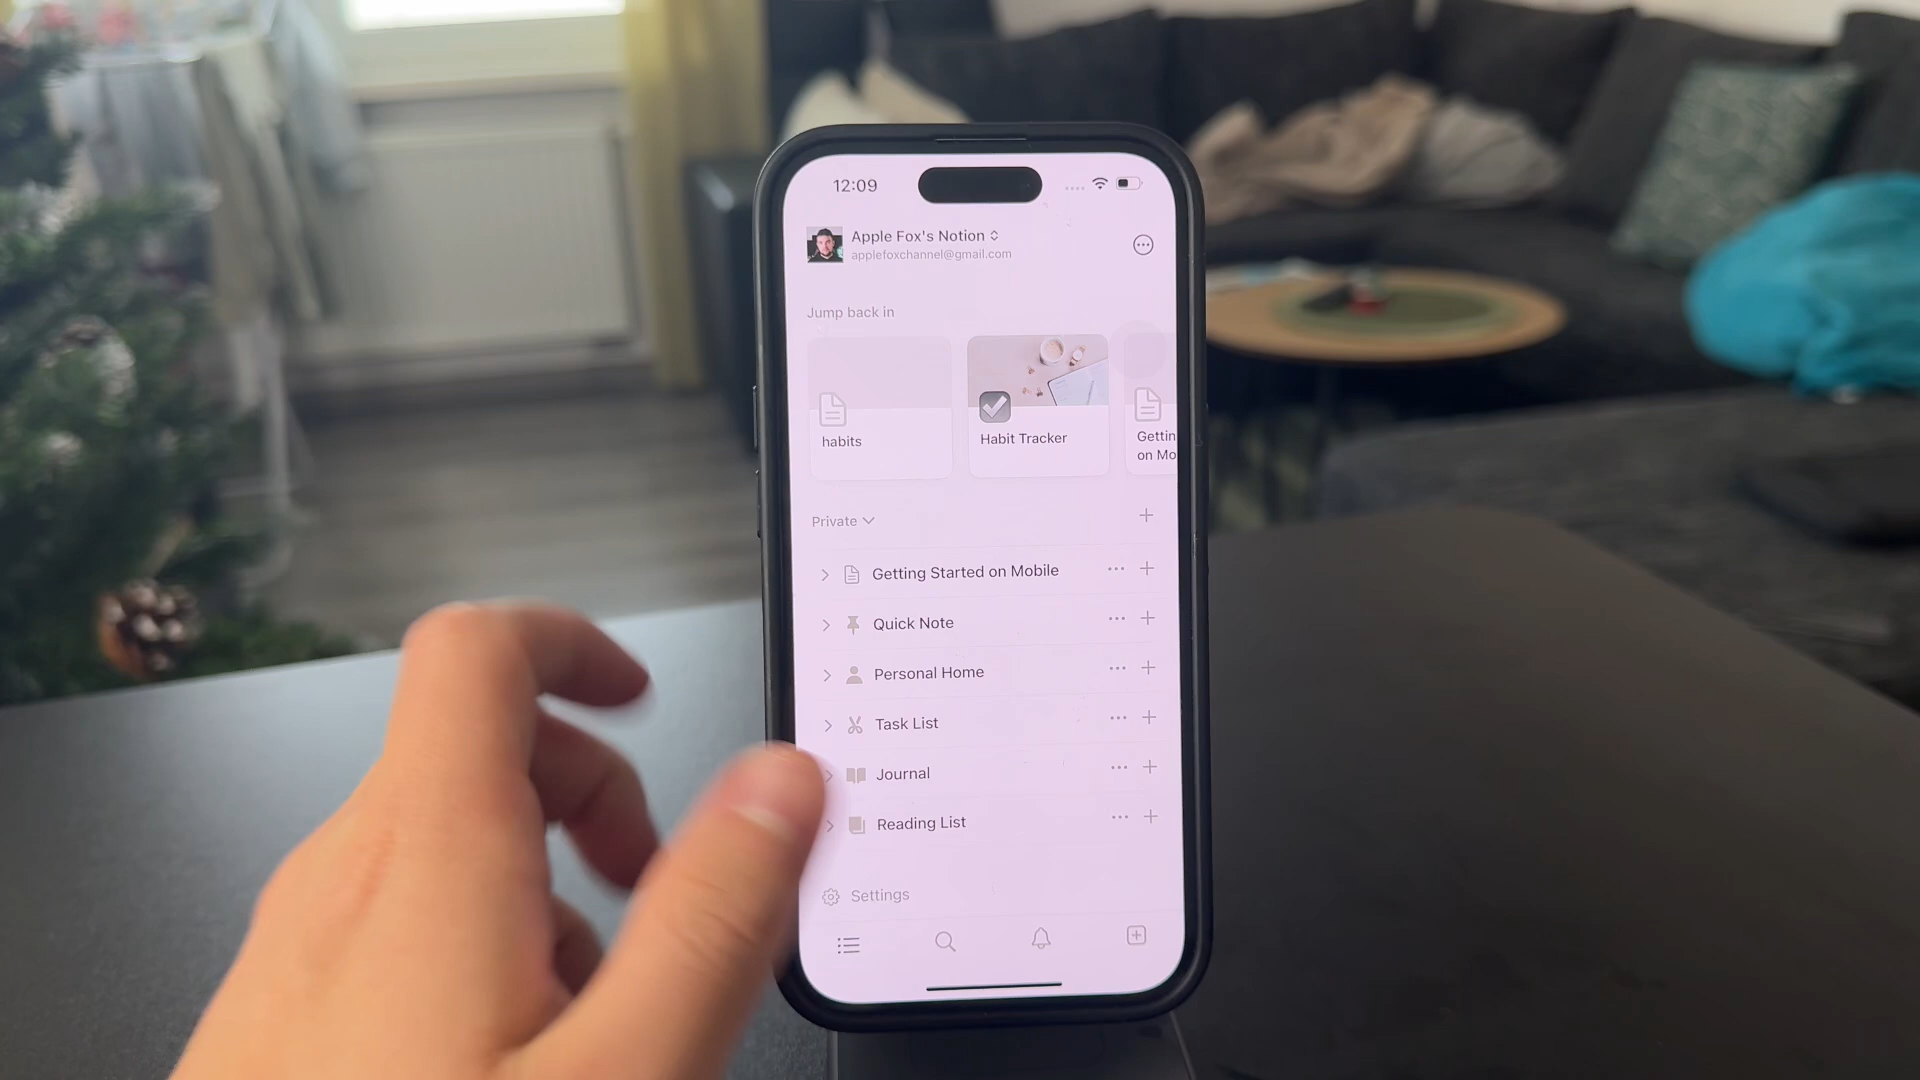 12:09
Apple Fox's Notion
applefoxchannel@gmail.com
Jump back in
habits
Habit Tracker
Gettin
on Mo
Private
Getting Started on Mobile
Quick Note
Personal Home
Task List
Journal
Reading List
Settings